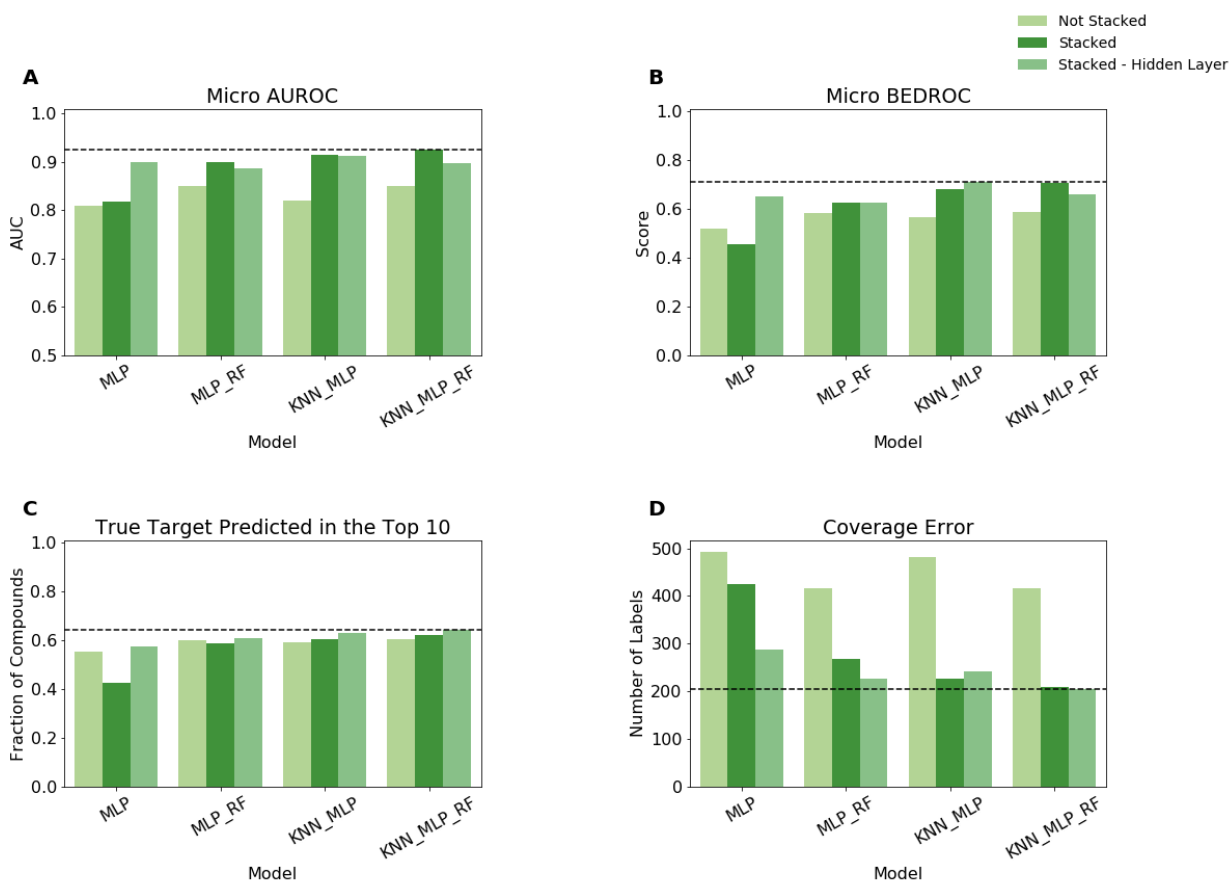 Not Stacked
Stacked
Stacked - Hidden Layer
A
Micro AUROC
1.0
0.9
0.8
0.7
0.6
0.5
AUC
MLP
MLP_RF
KNN_MLP
KNN_MLP_RF
Model
B
Micro BEDROC
1.0
0.8
0.6
0.4
0.2
0.0
Score
MLP
MLP_RF
KNN_MLP
KNN_MLP_RF
Model
C
True Target Predicted in the Top 10
1.0
0.8
0.6
0.4
0.2
0.0
Fraction of Compounds
MLP
MLP_RF
KNN_MLP
KNN_MLP_RF
Model
D
Coverage Error
500
400
300
200
100
0
Number of Labels
MLP
MLP_RF
KNN_MLP
KNN_MLP_RF
Model